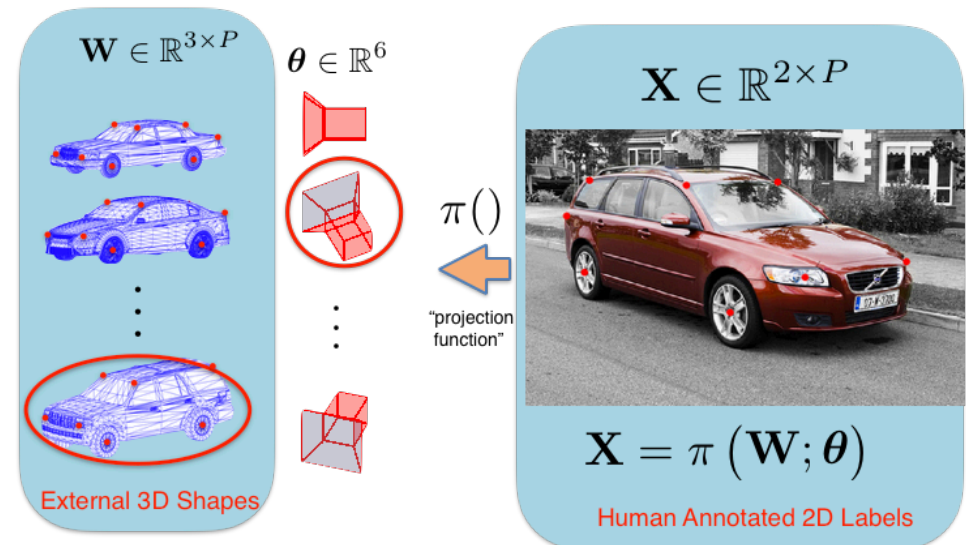 W ∈ ℝ^{3×P}
θ ∈ ℝ^6
X ∈ ℝ^{2×P}
π()
“projection
function”
X = π (W; θ)
External 3D Shapes
Human Annotated 2D Labels